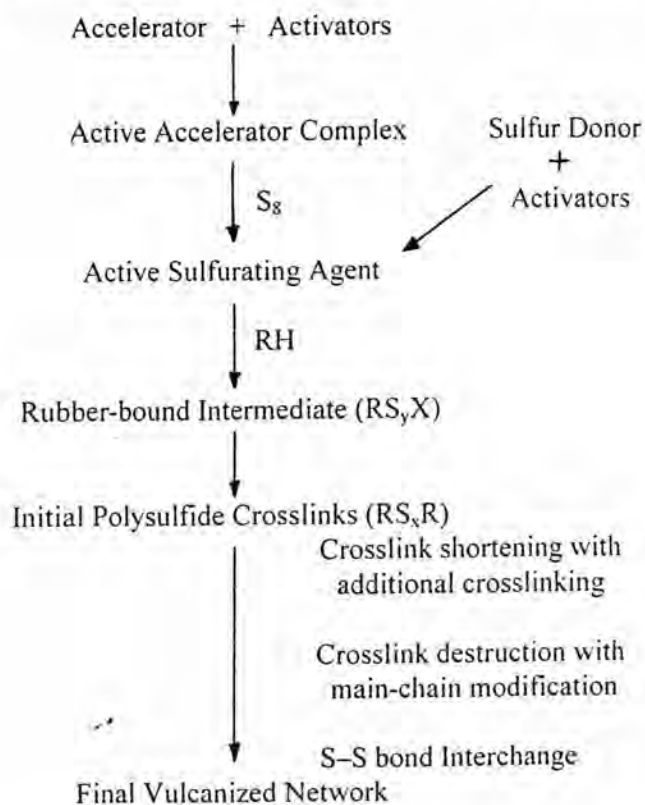 Accelerator + Activators
Active Accelerator Complex
Sulfur Donor
+
Activators
S₈
Active Sulfurating Agent
RH
Rubber-bound Intermediate (RSᵧX)
Initial Polysulfide Crosslinks (RSₓR)
Crosslink shortening with
additional crosslinking
Crosslink destruction with
main-chain modification
S–S bond Interchange
Final Vulcanized Network